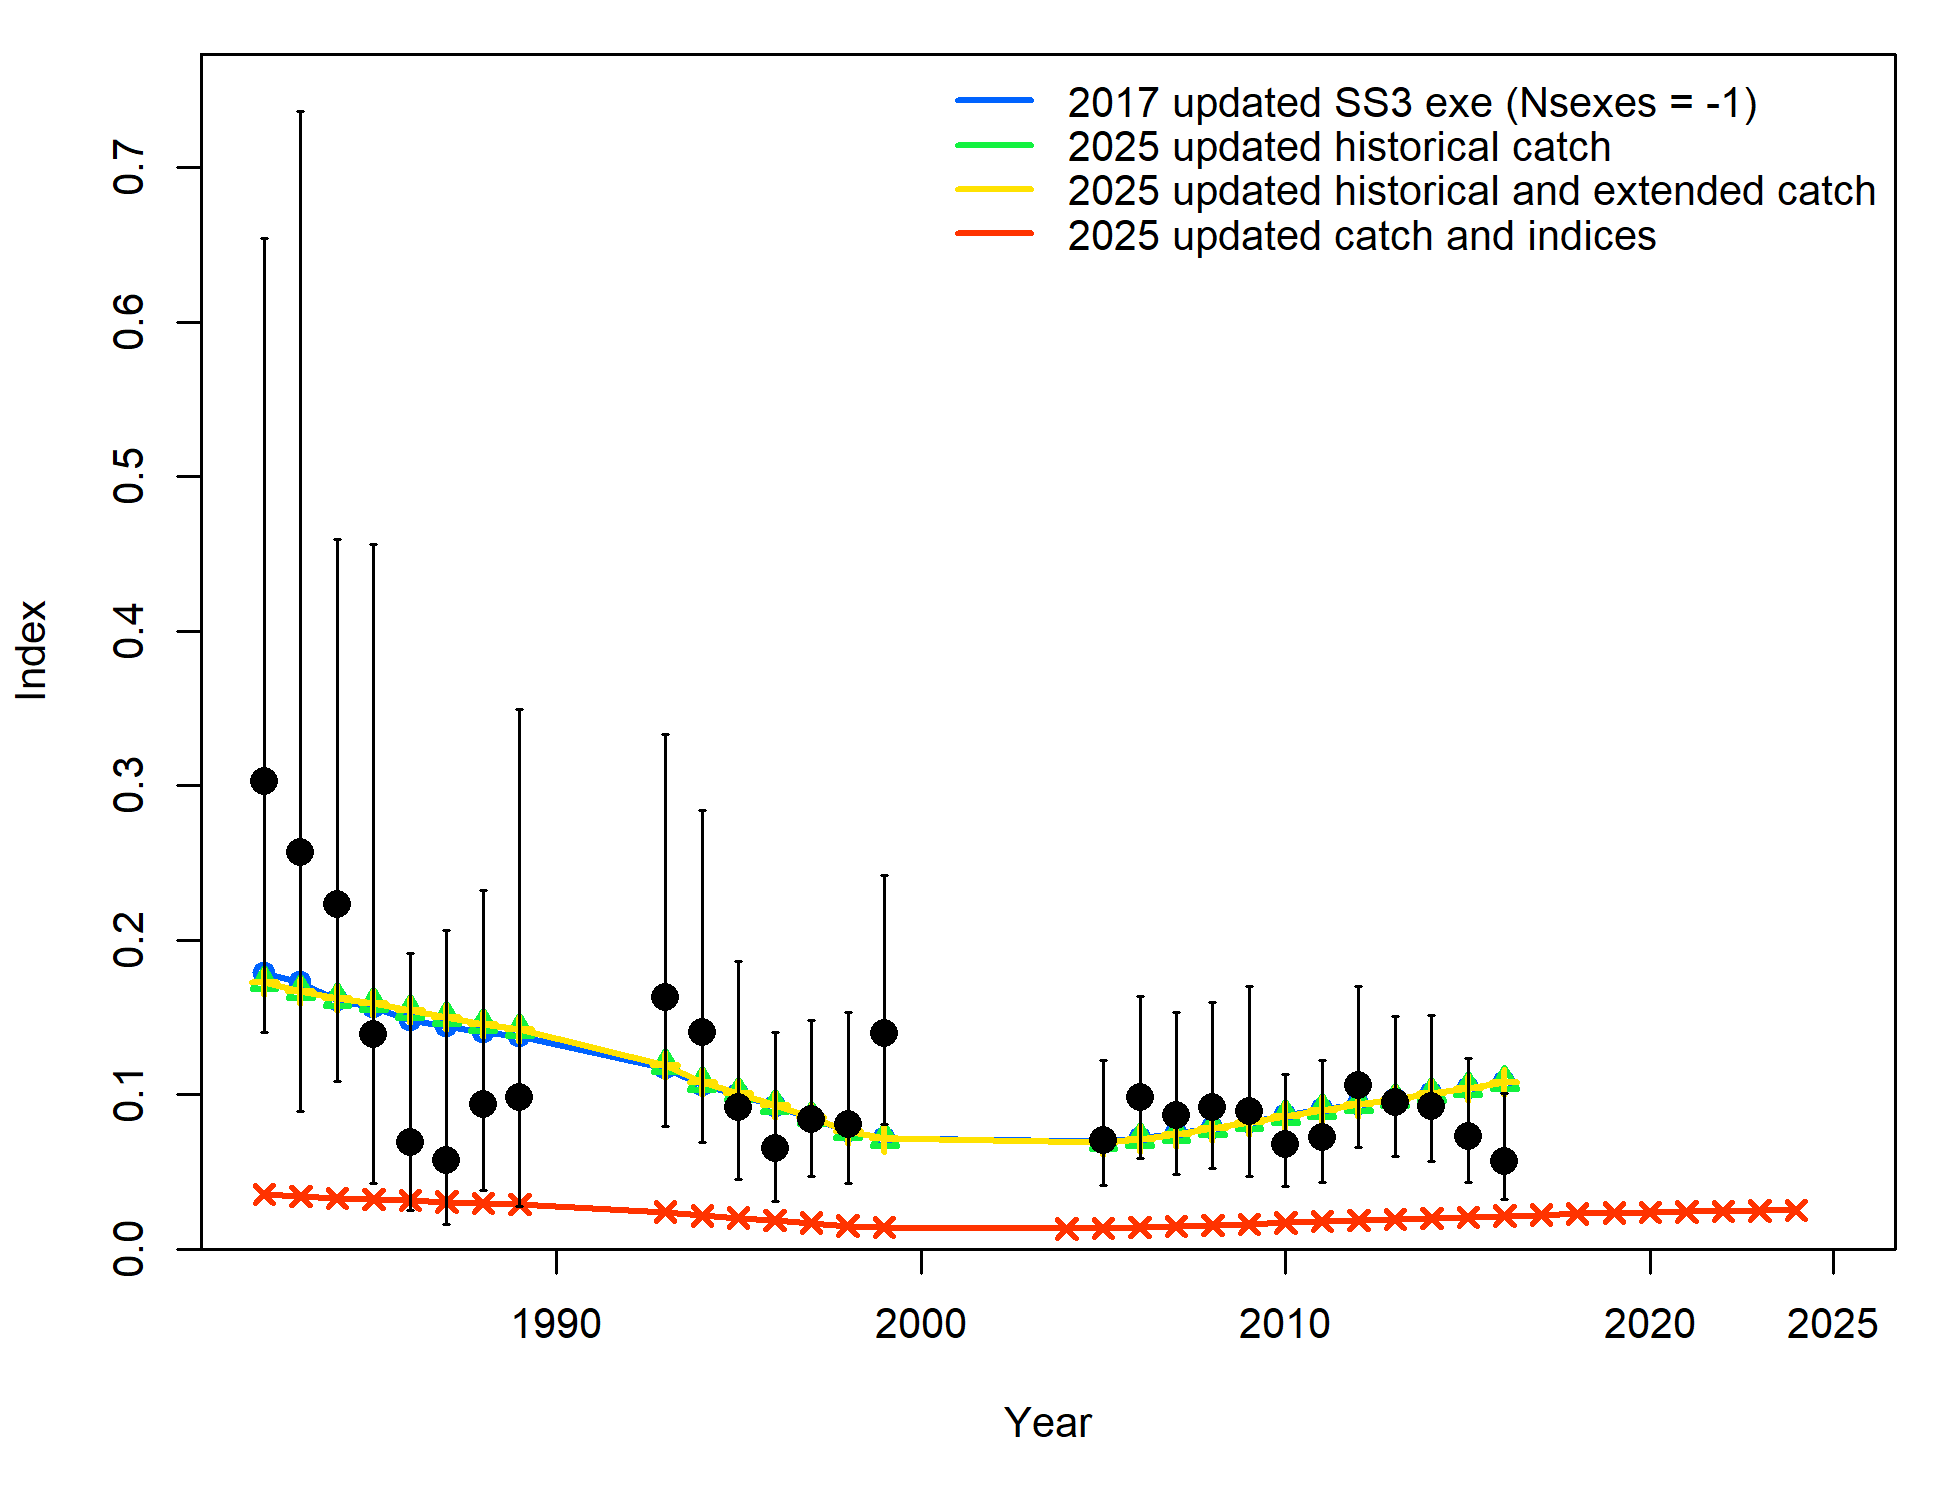 2017 updated SS3 exe (Nsexes = -1)
2025 updated historical catch
2025 updated historical and extended catch
2025 updated catch and indices
0.7
0.6
0.5
0.4
0.3
0.2
0.1
0.0
Index
1990
2000
2010
2020
2025
Year